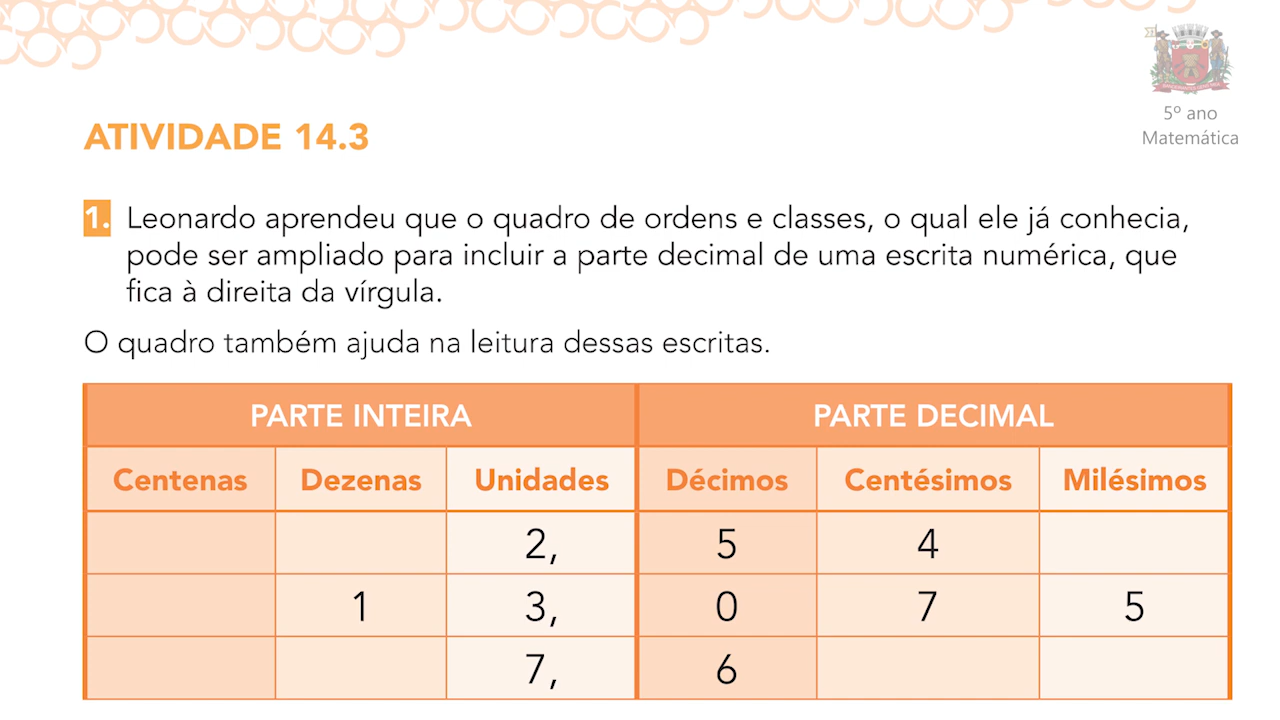 5º ano
Matemática
ATIVIDADE 14.3
1. Leonardo aprendeu que o quadro de ordens e classes, o qual ele já conhecia,
pode ser ampliado para incluir a parte decimal de uma escrita numérica, que
fica à direita da vírgula.
O quadro também ajuda na leitura dessas escritas.
PARTE INTEIRA PARTE DECIMAL
Centenas Dezenas Unidades Décimos Centésimos Milésimos
2, 5 4
1 3, 0 7 5
7, 6